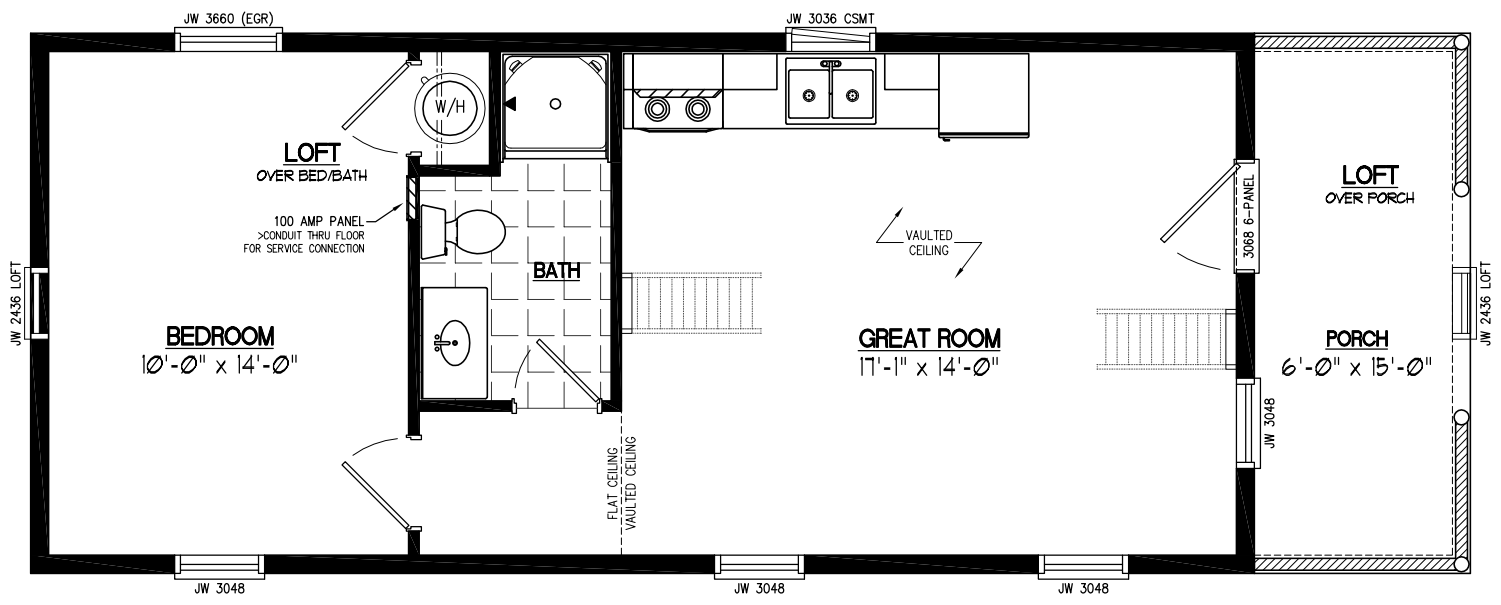 JW 3660 (EGR)
JW 3036 CSMT
W/H
LOFT
OVER BED/BATH
100 AMP PANEL
>CONDUIT THRU FLOOR
FOR SERVICE CONNECTION
BATH
VAULTED
CEILING
3068 6-PANEL
LOFT
OVER PORCH
JW 2436 LOFT
JW 2436 LOFT
BEDROOM
10'-0" x 14'-0"
GREAT ROOM
17'-1" x 14'-0"
PORCH
6'-0" x 15'-0"
JW 3048
FLAT CEILING
VAULTED CEILING
JW 3048
JW 3048
JW 3048